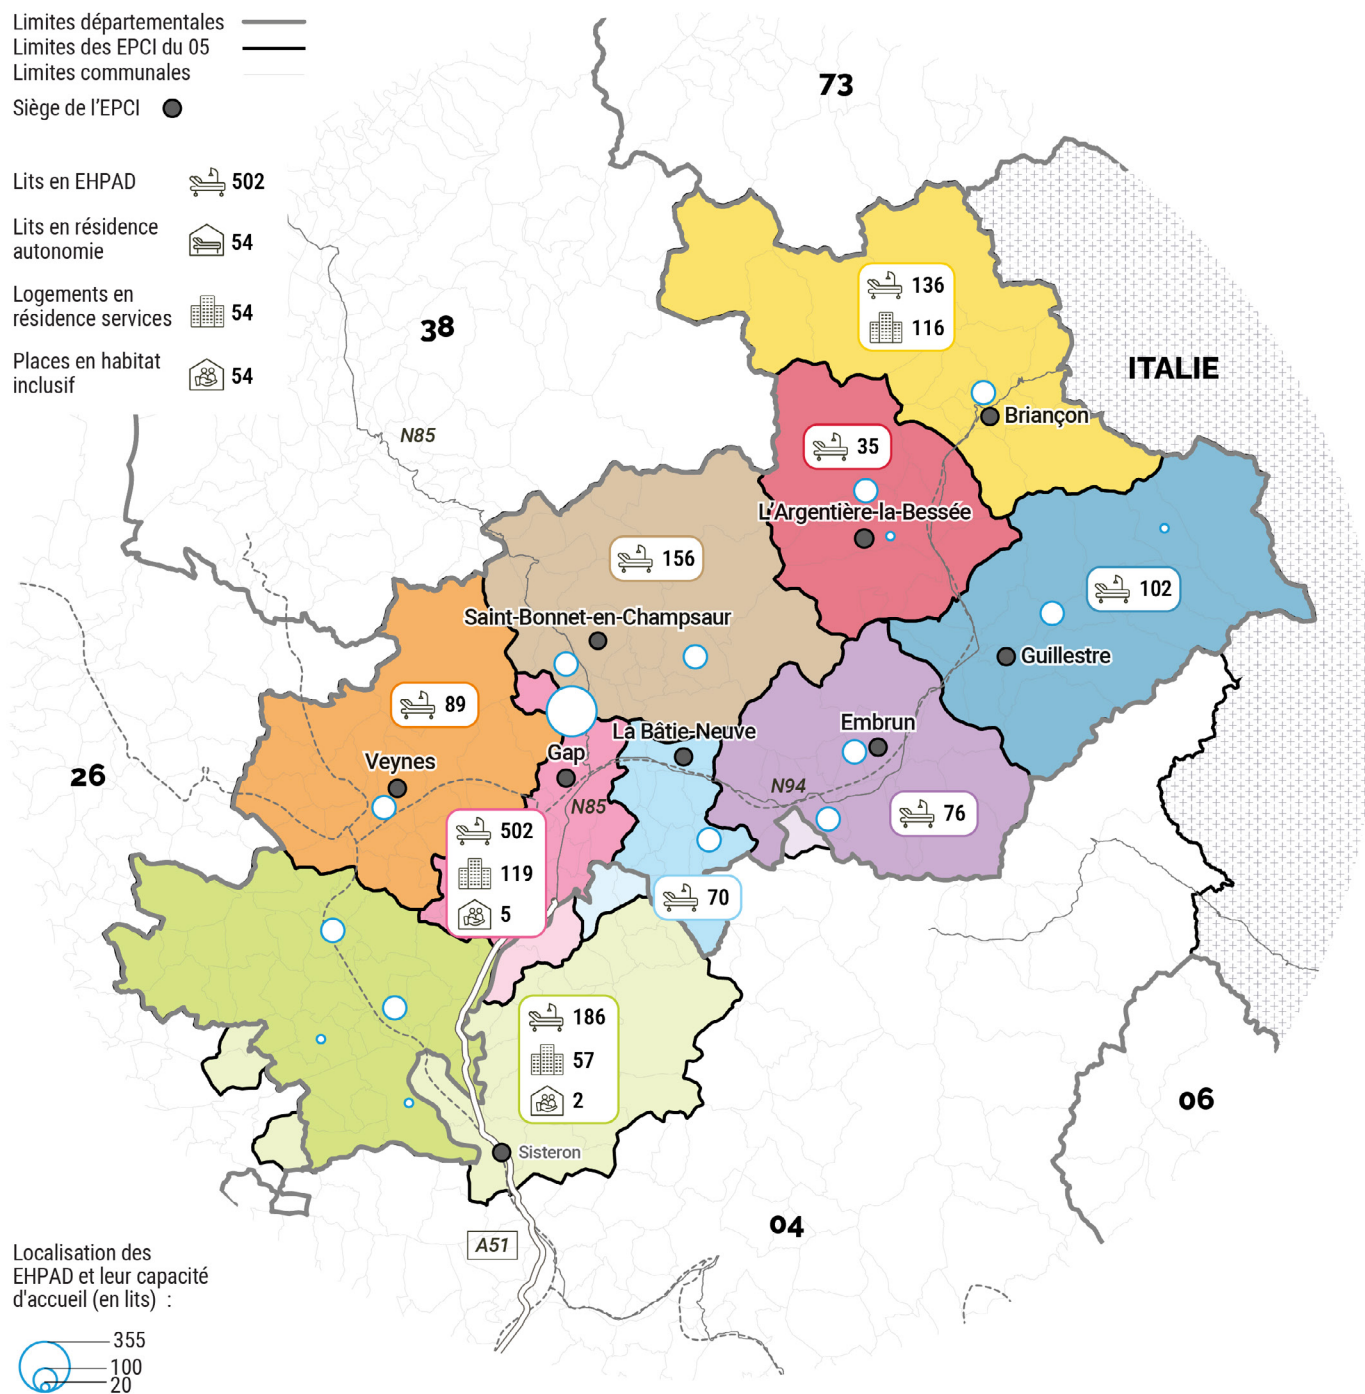 Limites départementales
Limites des EPCI du 05
Limites communales
Siège de l'EPCI
Lits en EHPAD 502
Lits en résidence
autonomie 54
Logements en
résidence services 54
Places en habitat
inclusif 54
73
38
ITALIE
26
06
04
N85
136
116
Briançon
35
L'Argentière-la-Bessée
156
Saint-Bonnet-en-Champsaur
102
Guillestre
89
Veynes
Gap
La Bâtie-Neuve
Embrun
N94
N85
76
502
119
5
70
186
57
2
Sisteron
A51
Localisation des
EHPAD et leur capacité
d'accueil (en lits) :
355
100
20